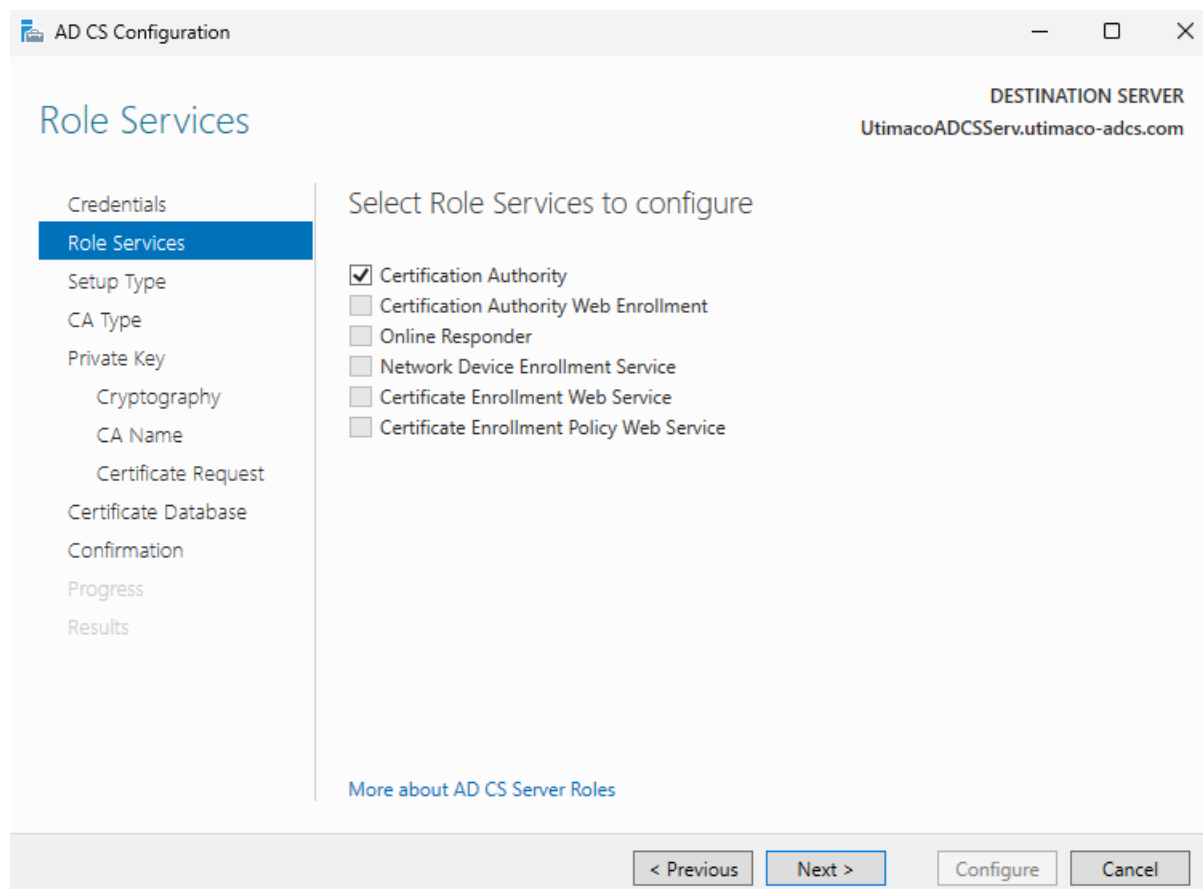 AD CS Configuration
Role Services
DESTINATION SERVER
UtimacoADCSServ.utimaco-adcs.com
Credentials
Role Services
Setup Type
CA Type
Private Key
Cryptography
CA Name
Certificate Request
Certificate Database
Confirmation
Progress
Results
Select Role Services to configure
Certification Authority
Certification Authority Web Enrollment
Online Responder
Network Device Enrollment Service
Certificate Enrollment Web Service
Certificate Enrollment Policy Web Service
More about AD CS Server Roles
< Previous
Next >
Configure
Cancel